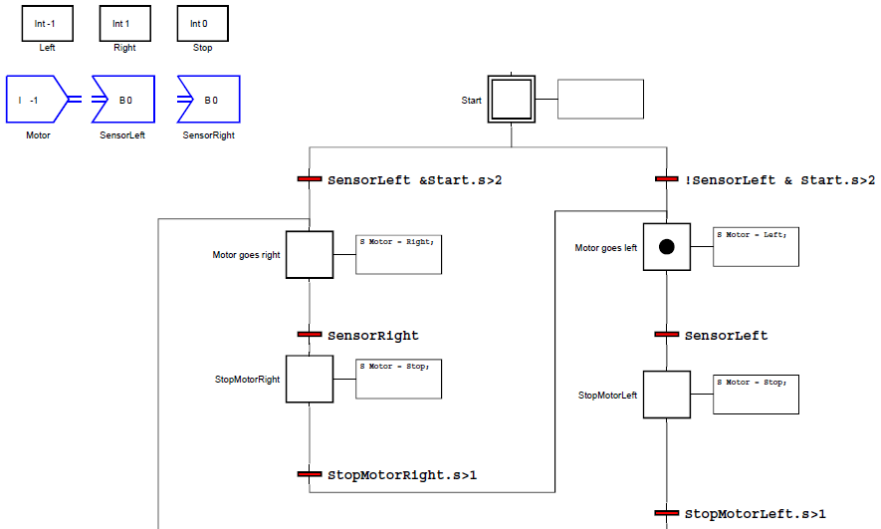 Int -1
Int 1
Int 0
Left
Right
Stop
I -1
B 0
B 0
Motor
SensorLeft
SensorRight
Start
SensorLeft &Start.s>2
!SensorLeft & Start.s>2
Motor goes right
S Motor = Right;
Motor goes left
S Motor = Left;
SensorRight
SensorLeft
StopMotorRight
S Motor = Stop;
StopMotorLeft
S Motor = Stop;
StopMotorRight.s>1
StopMotorLeft.s>1